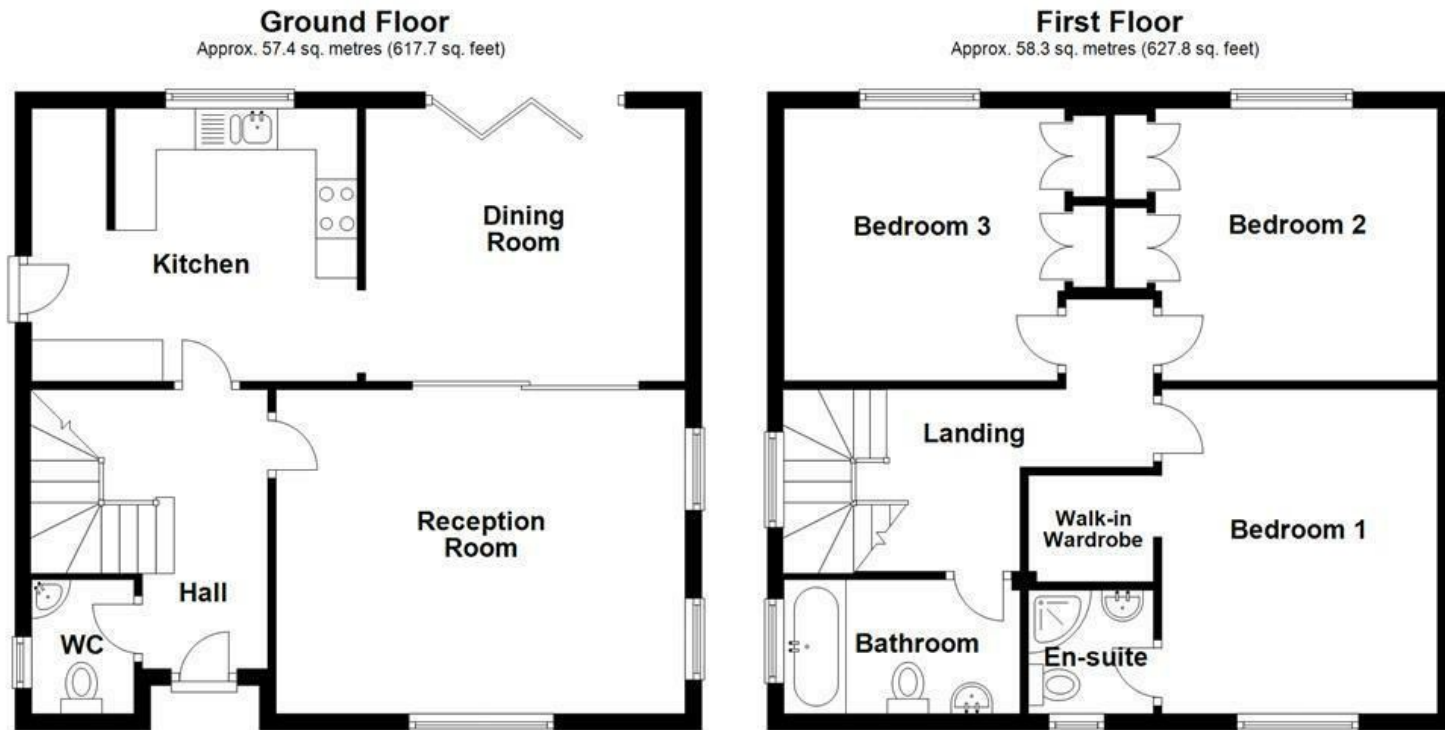 Ground Floor
Approx. 57.4 sq. metres (617.7 sq. feet)
Kitchen
Dining
Room
Reception
Room
Hall
WC
First Floor
Approx. 58.3 sq. metres (627.8 sq. feet)
Bedroom 3
Bedroom 2
Landing
Walk-in
Wardrobe
Bedroom 1
Bathroom
En-suite